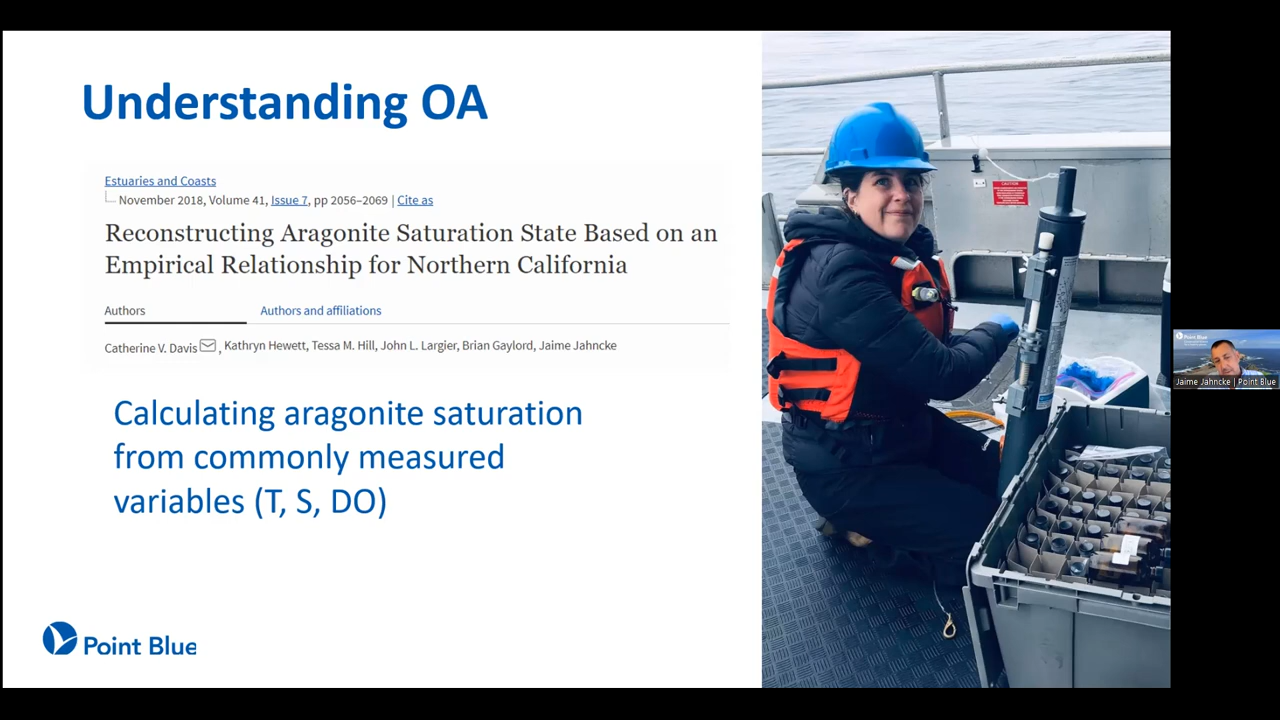 Understanding OA
Estuaries and Coasts
November 2018, Volume 41, Issue 7, pp 2056–2069 | Cite as
Reconstructing Aragonite Saturation State Based on an
Empirical Relationship for Northern California
Authors
Authors and affiliations
Catherine V. Davis, Kathryn Hewett, Tessa M. Hill, John L. Largier, Brian Gaylord, Jaime Jahncke
Calculating aragonite saturation
from commonly measured
variables (T, S, DO)
Point Blue
CAUTION
Point Blue
Jaime Jahncke | Point Blue